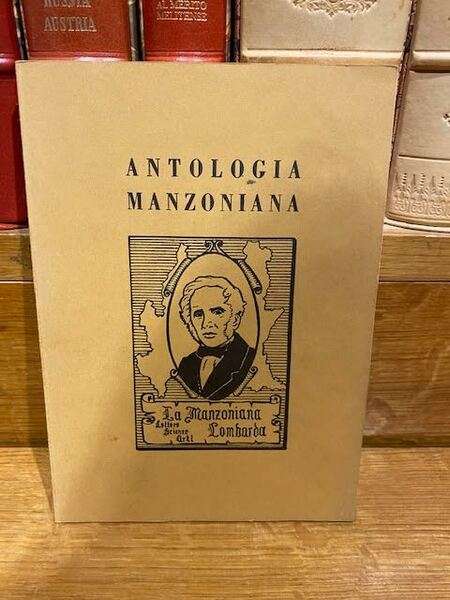 RUSSIA
AUSTRIA
AL MERITO
MELITENSE
ANTOLOGIA
MANZONIANA
La Manzoniana
Lombarda
Lettere
Scienze
Arti